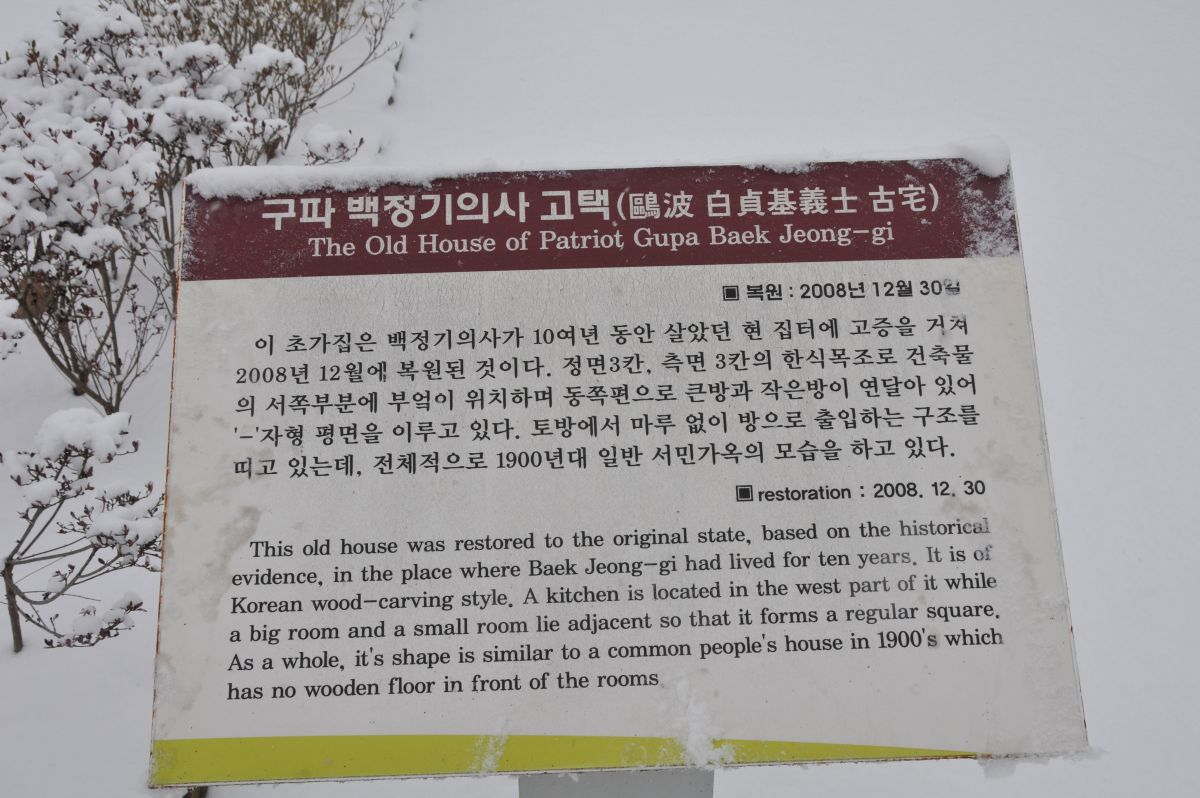 구파 백정기의사 고택(鷗波 白貞基義士 古宅)
The Old House of Patriot Gupa Baek Jeong-gi
▣ 복원 : 2008년 12월 30일
이 초가집은 백정기의사가 10여년 동안 살았던 현 집터에 고증을 거쳐
2008년 12월에 복원된 것이다. 정면3칸, 측면 3칸의 한식목조로 건축물
의 서쪽부분에 부엌이 위치하며 동쪽편으로 큰방과 작은방이 연달아 있어
'-'자형 평면을 이루고 있다. 토방에서 마루 없이 방으로 출입하는 구조를
띠고 있는데, 전체적으로 1900년대 일반 서민가옥의 모습을 하고 있다.
▣ restoration : 2008. 12. 30
This old house was restored to the original state, based on the historical
evidence, in the place where Baek Jeong-gi had lived for ten years. It is of
Korean wood-carving style. A kitchen is located in the west part of it while
a big room and a small room lie adjacent so that it forms a regular square.
As a whole, it's shape is similar to a common people's house in 1900's which
has no wooden floor in front of the rooms